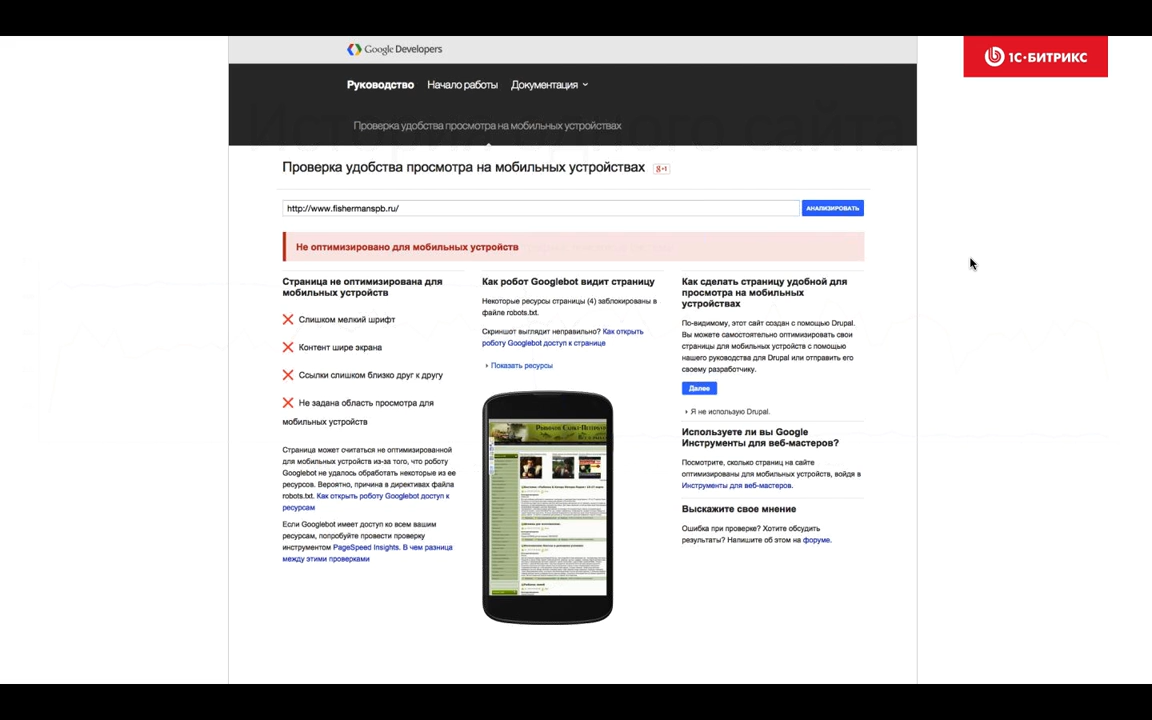 Google Developers
1С·БИТРИКС
Руководство Начало работы Документация
Проверка удобства просмотра на мобильных устройствах
Проверка удобства просмотра на мобильных устройствах
g+1
http://www.fishermanspb.ru/
АНАЛИЗИРОВАТЬ
Не оптимизировано для мобильных устройств
Страница не оптимизирована для
мобильных устройств
Слишком мелкий шрифт
Контент шире экрана
Ссылки слишком близко друг к другу
Не задана область просмотра для
мобильных устройств
Страница может считаться не оптимизированной
для мобильных устройств из-за того, что роботу
Googlebot не удалось обработать некоторые из ее
ресурсов. Вероятно, причина в директивах файла
robots.txt. Как открыть роботу Googlebot доступ к
ресурсам
Если Googlebot имеет доступ ко всем вашим
ресурсам, попробуйте провести проверку
инструментом PageSpeed Insights. В чем разница
между этими проверками
Как робот Googlebot видит страницу
Некоторые ресурсы страницы (4) заблокированы в
файле robots.txt.
Скриншот выглядит неправильно? Как открыть
роботу Googlebot доступ к странице
Показать ресурсы
Как сделать страницу удобной для
просмотра на мобильных
устройствах
По-видимому, этот сайт создан с помощью Drupal.
Вы можете самостоятельно оптимизировать свои
страницы для мобильных устройств с помощью
нашего руководства для Drupal или отправить его
своему разработчику.
Далее
Я не использую Drupal.
Используете ли вы Google
Инструменты для веб-мастеров?
Посмотрите, сколько страниц на сайте
оптимизированы для мобильных устройств, войдя в
Инструменты для веб-мастеров.
Выскажите свое мнение
Ошибка при проверке? Хотите обсудить
результаты? Напишите об этом на форуме.